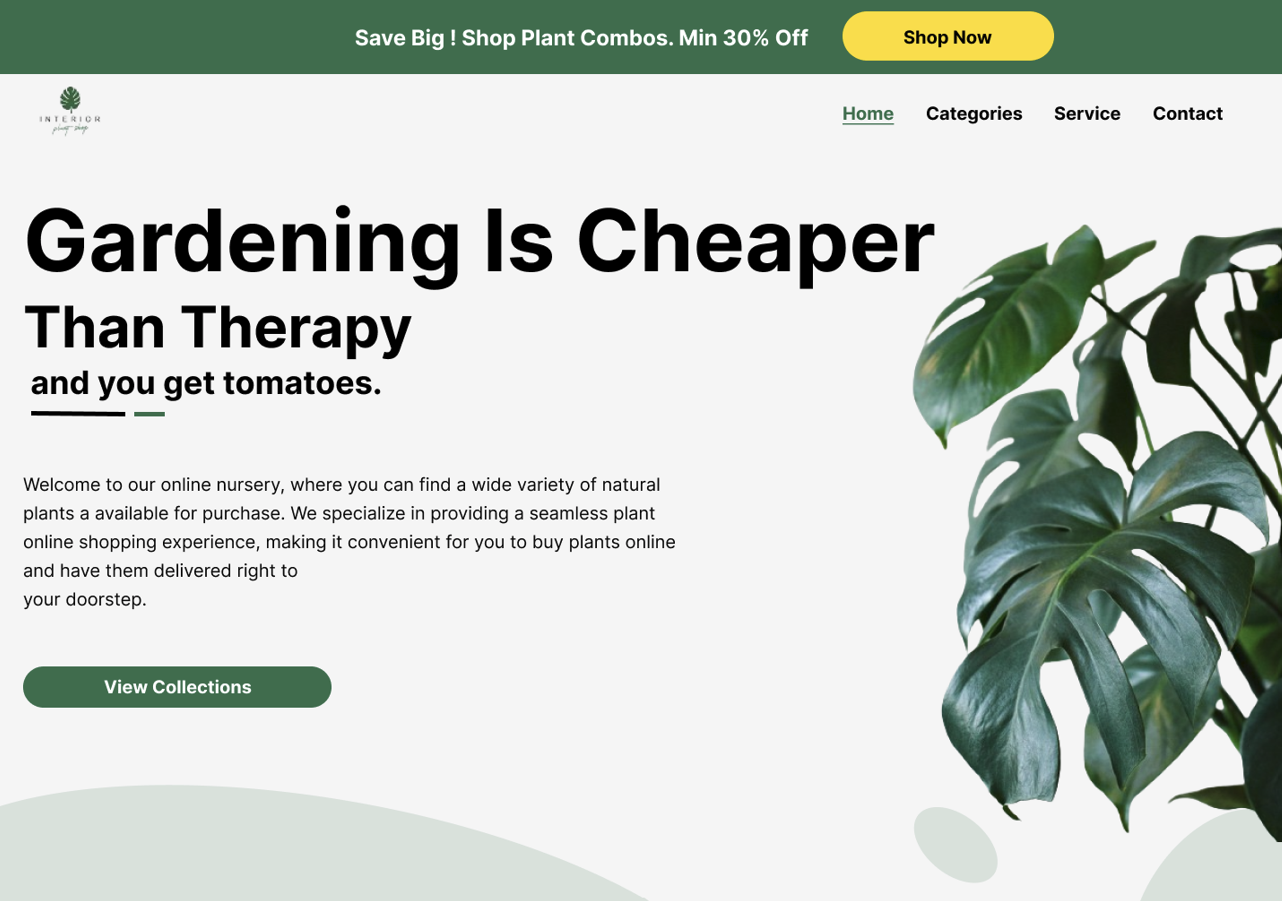 Save Big ! Shop Plant Combos. Min 30% Off
Shop Now
INTERIOR
plant shop
Home
Categories
Service
Contact
Gardening Is Cheaper
Than Therapy
and you get tomatoes.
Welcome to our online nursery, where you can find a wide variety of natural
plants a available for purchase. We specialize in providing a seamless plant
online shopping experience, making it convenient for you to buy plants online
and have them delivered right to
your doorstep.
View Collections